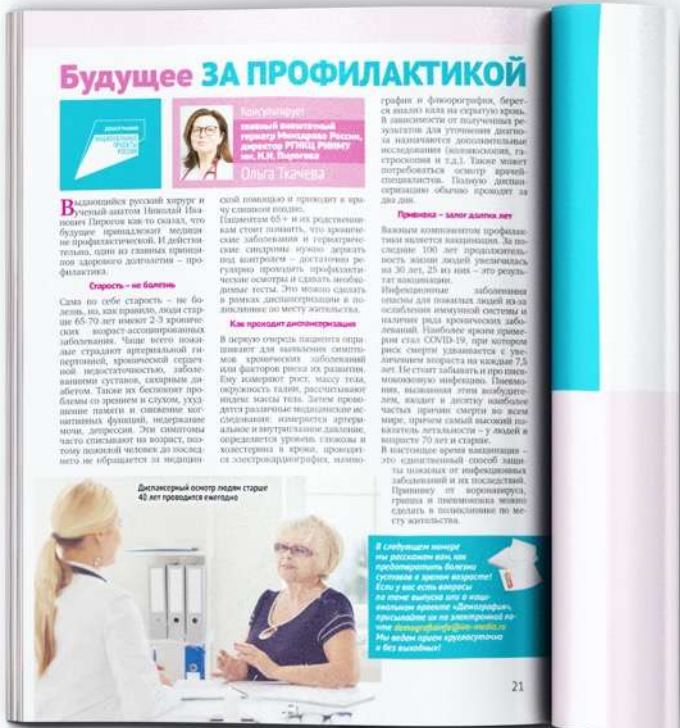 Будущее ЗА ПРОФИЛАКТИКОЙ
ДЕМОГРАФИЯ
НАЦИОНАЛЬНЫЕ
ПРОЕКТЫ
РОССИИ
Консультирует
главный внештатный
гериатр Минздрава России,
директор РГНКЦ РНИМУ
им. Н.И. Пирогова
Ольга Ткачева
Выдающийся русский хирург и
ученый-анатом Николай Ива-
нович Пирогов как-то сказал, что
будущее принадлежит медици-
не профилактической. И действи-
тельно, один из главных принци-
пов здорового долголетия – про-
филактика.
Старость – не болезнь
Сама по себе старость – не бо-
лезнь, но, как правило, люди стар-
ше 65-70 лет имеют 2-3 хрониче-
ских возраст-ассоциированных
заболевания. Чаще всего пожи-
лые страдают артериальной ги-
пертонией, хронической сердеч-
ной недостаточностью, заболе-
ваниями суставов, сахарным ди-
абетом. Также их беспокоят про-
блемы со зрением и слухом, ухуд-
шение памяти и снижение ког-
нитивных функций, недержание
мочи, депрессия. Эти симптомы
часто списывают на возраст, поэ-
тому пожилой человек до послед-
него не обращается за медицин-
ской помощью и приходит к вра-
чу слишком поздно.
Пациентам 65+ и их родственни-
кам стоит помнить, что хрониче-
ские заболевания и гериатриче-
ские синдромы нужно держать
под контролем – достаточно ре-
гулярно проходить профилакти-
ческие осмотры и сдавать необхо-
димые тесты. Это можно сделать
в рамках диспансеризации в по-
ликлинике по месту жительства.
Как проходит диспансеризация
В первую очередь пациента опра-
шивают для выявления симпто-
мов хронических заболеваний
или факторов риска их развития.
Ему измеряют рост, массу тела,
окружность талии, рассчитывают
индекс массы тела. Затем прово-
дятся различные медицинские ис-
следования: измеряется артери-
альное и внутриглазное давление,
определяется уровень глюкозы и
холестерина в крови, проводит-
ся электрокардиография, маммо-
графия и флюорография, берет-
ся анализ кала на скрытую кровь.
В зависимости от полученных ре-
зультатов для уточнения диагно-
за назначаются дополнительные
исследования (колоноскопия, га-
строскопия и т.д.). Также может
потребоваться осмотр врачей-
специалистов. Полную диспан-
серизацию обычно проходят за
два дня.
Прививка – залог долгих лет
Важным компонентом профилак-
тики является вакцинация. За по-
следние 100 лет продолжитель-
ность жизни людей увеличилась
на 30 лет, 25 из них – это резуль-
тат вакцинации.
Инфекционные заболевания
опасны для пожилых людей из-за
ослабления иммунной системы и
наличия ряда хронических забо-
леваний. Наиболее ярким приме-
ром стал COVID-19, при котором
риск смерти удваивается с уве-
личением возраста на каждые 7,5
лет. Не стоит забывать и про пнев-
мококковую инфекцию. Пневмо-
ния, вызванная этим возбудите-
лем, входит в десятку наиболее
частых причин смерти во всем
мире, причем самый высокий по-
казатель летальности – у людей в
возрасте 70 лет и старше.
В настоящее время вакцинация –
это единственный способ защи-
ты пожилых от инфекционных
заболеваний и их последствий.
Прививку от коронавируса,
гриппа и пневмококка можно
сделать в поликлинике по ме-
сту жительства.
Диспансерный осмотр людям старше
40 лет проводится ежегодно
В следующем номере
мы расскажем вам, как
предотвратить болезни
суставов в зрелом возрасте!
Если у вас есть вопросы
по теме выпуска или о наци-
ональном проекте «Демография»,
присылайте их на электронной по-
чте demografiainfo@im-media.ru
Мы ведем прием круглосуточно
и без выходных!
21